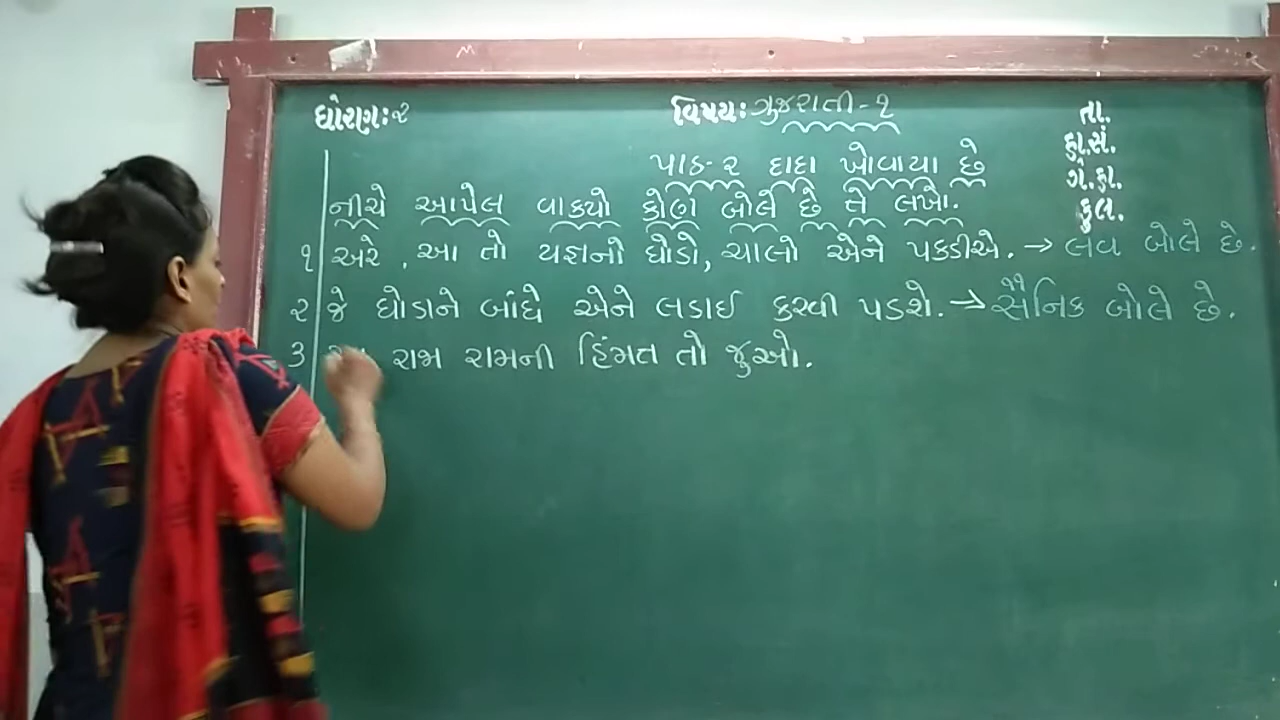 ધોરણ:૨ વિષય: ગુજરાતી-૧ તા.
હા.સં.
ગે.હા.
કુલ.
પાઠ-૨ દાદા ખોવાયા છે
નીચે આપેલ વાક્યો કોણ બોલે છે તે લખો.
૧ અરે , આ તો યજ્ઞનો ઘોડો, ચાલો એને પકડીએ. → લવ બોલે છે.
૨ જે ઘોડાને બાંધે એને લડાઈ કરવી પડશે. → સૈનિક બોલે છે.
૩ રામ રામની હિંમત તો જુઓ.